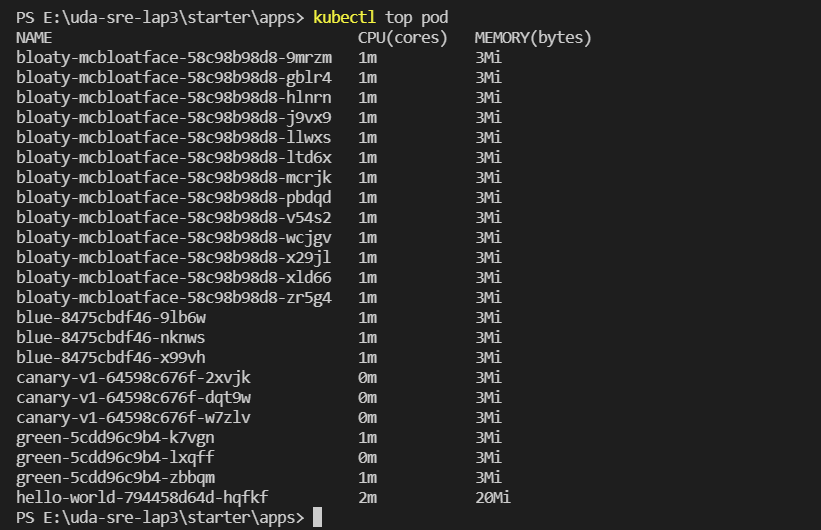 PS E:\uda-sre-lap3\starter\apps> kubectl top pod
NAME CPU(cores) MEMORY(bytes)
bloaty-mcbloatface-58c98b98d8-9mrzm 1m 3Mi
bloaty-mcbloatface-58c98b98d8-gblr4 1m 3Mi
bloaty-mcbloatface-58c98b98d8-hlnrn 1m 3Mi
bloaty-mcbloatface-58c98b98d8-j9vx9 1m 3Mi
bloaty-mcbloatface-58c98b98d8-llwxs 1m 3Mi
bloaty-mcbloatface-58c98b98d8-ltd6x 1m 3Mi
bloaty-mcbloatface-58c98b98d8-mcrjk 1m 3Mi
bloaty-mcbloatface-58c98b98d8-pbdqd 1m 3Mi
bloaty-mcbloatface-58c98b98d8-v54s2 1m 3Mi
bloaty-mcbloatface-58c98b98d8-wcjgv 1m 3Mi
bloaty-mcbloatface-58c98b98d8-x29jl 1m 3Mi
bloaty-mcbloatface-58c98b98d8-xld66 1m 3Mi
bloaty-mcbloatface-58c98b98d8-zr5g4 1m 3Mi
blue-8475cbdf46-9lb6w 1m 3Mi
blue-8475cbdf46-nknws 1m 3Mi
blue-8475cbdf46-x99vh 1m 3Mi
canary-v1-64598c676f-2xvjk 0m 3Mi
canary-v1-64598c676f-dqt9w 0m 3Mi
canary-v1-64598c676f-w7zlv 0m 3Mi
green-5cdd96c9b4-k7vgn 1m 3Mi
green-5cdd96c9b4-lxqff 0m 3Mi
green-5cdd96c9b4-zbbqm 1m 3Mi
hello-world-794458d64d-hqfkf 2m 20Mi
PS E:\uda-sre-lap3\starter\apps>